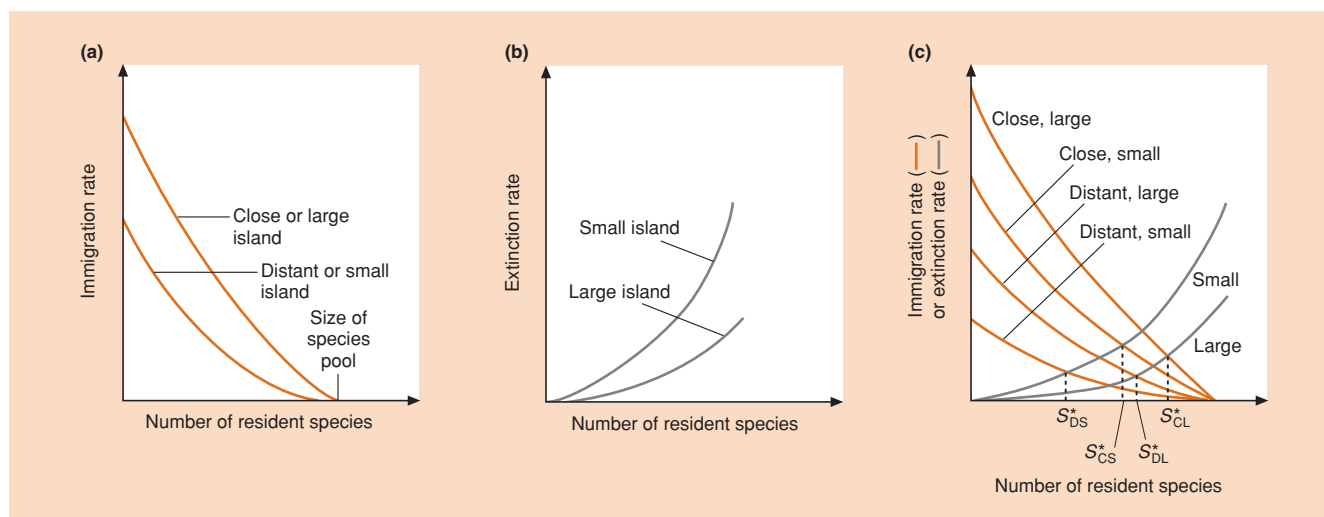 (a)
Immigration rate
Close or large
island
Distant or small
island
Size of
species
pool
Number of resident species
(b)
Extinction rate
Small island
Large island
Number of resident species
(c)
Immigration rate (—)
or extinction rate (—)
Close, large
Close, small
Distant, large
Distant, small
Small
Large
S*DS
S*CL
S*CS
S*DL
Number of resident species